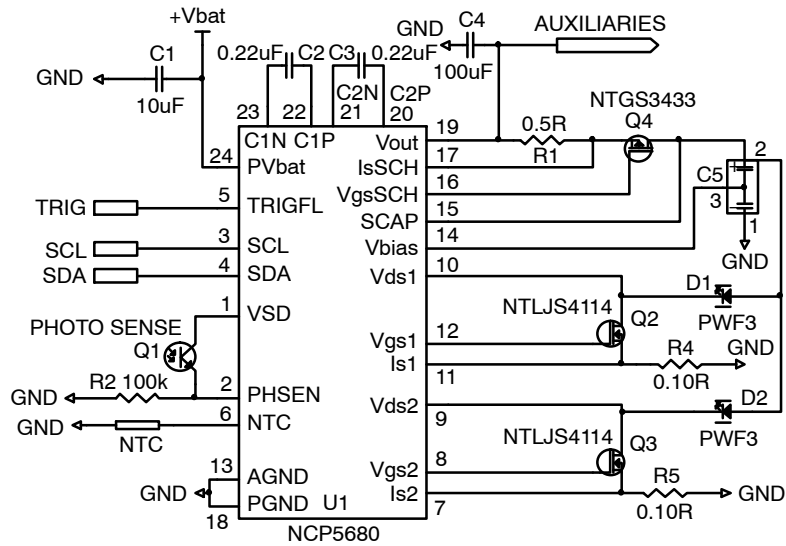 +Vbat
GND
C1
10uF
0.22uF
C2
C3
0.22uF
GND
C4
100uF
AUXILIARIES
C2N
C2P
23
22
21
20
C1N
C1P
NTGS3433
Q4
24
PVbat
Vout
19
0.5R
R1
IsSCH
17
VgsSCH
16
5
TRIG
TRIGFL
SCAP
15
C5
+
2
3
–
1
GND
3
SCL
SCL
Vbias
14
4
SDA
SDA
Vds1
10
1
VSD
D1
PWF3
PHOTO SENSE
Q1
NTLJS4114
Q2
Vgs1
12
R4
0.10R
GND
Is1
11
GND
R2 100k
2
PHSEN
Vds2
9
D2
PWF3
GND
NTC
6
NTC
NTLJS4114
Q3
Vgs2
8
13
AGND
GND
R5
0.10R
GND
Is2
7
18
PGND
U1
NCP5680